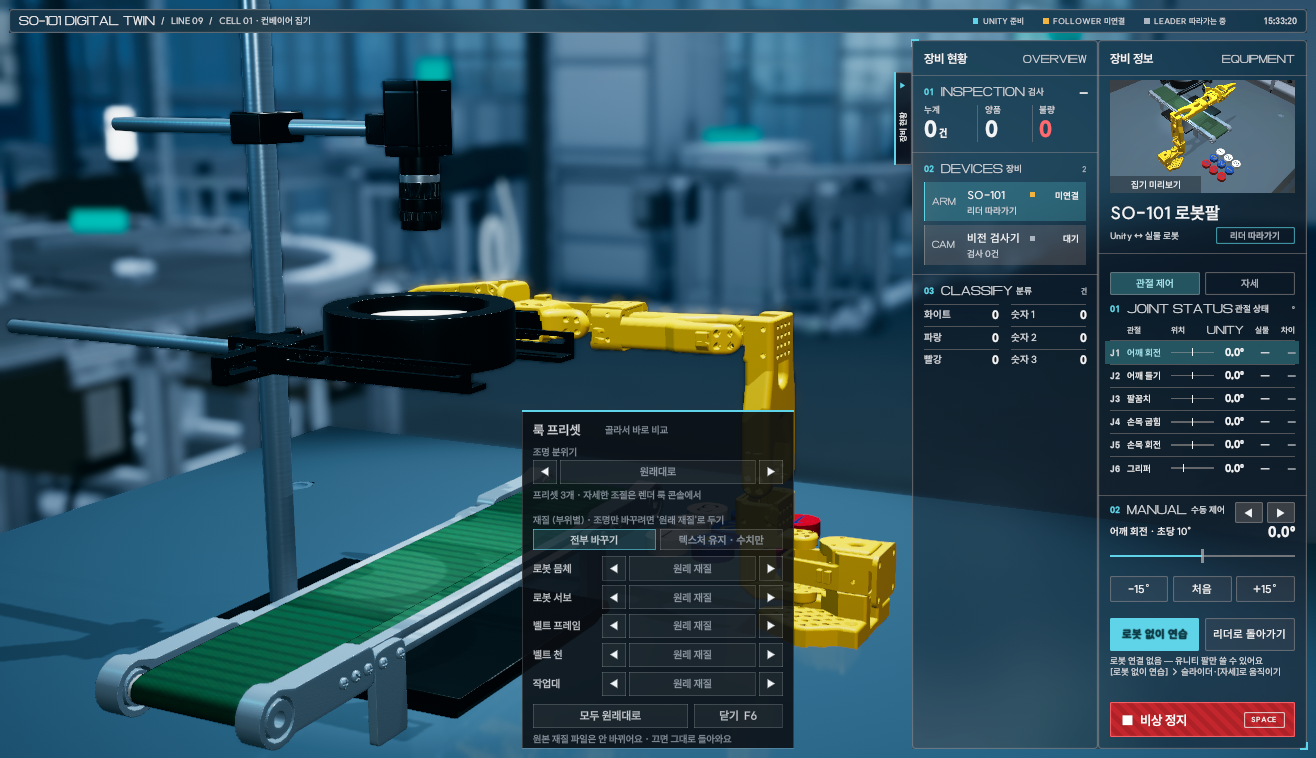 SO-101 DIGITAL TWIN / LINE 09 / CELL 01 · 컨베이어 집기
UNITY 준비
FOLLOWER 미연결
LEADER 따라가는 중
15:33:20
장비 현황 OVERVIEW
01 INSPECTION 검사
누계 양품 불량
0건 0 0
02 DEVICES 장비 2
ARM SO-101 미연결
리더 따라가기
CAM 비전 검사기 대기
검사 0건
03 CLASSIFY 분류 건
화이트 0 숫자 1 0
파랑 0 숫자 2 0
빨강 0 숫자 3 0
장비 정보 EQUIPMENT
집기 미리보기
SO-101 로봇팔
Unity ↔ 실물 로봇 리더 따라가기
관절 제어 자세
01 JOINT STATUS 관절 상태 °
관절 위치 UNITY 실물 차이
J1 어깨 회전 0.0° — —
J2 어깨 들기 0.0° — —
J3 팔꿈치 0.0° — —
J4 손목 굽힘 0.0° — —
J5 손목 회전 0.0° — —
J6 그리퍼 0.0° — —
02 MANUAL 수동 제어 ◀ ▶
어깨 회전 · 초당 10° 0.0°
-15° 처음 +15°
로봇 없이 연습 리더로 돌아가기
로봇 연결 없음 — 유니티 팔만 쓸 수 있어요
[로봇 없이 연습] > 슬라이더·[자세]로 움직이기
비상 정지 SPACE
룩 프리셋 골라서 바로 비교
조명 분위기
◀ 원래대로 ▶
프리셋 3개 · 자세한 조절은 렌더 룩 콘솔에서
재질 (부위별) · 조명만 바꾸려면 '원래 재질'로 두기
전부 바꾸기 텍스처 유지 · 수치만
로봇 몸체 ◀ 원래 재질 ▶
로봇 서보 ◀ 원래 재질 ▶
벨트 프레임 ◀ 원래 재질 ▶
벨트 천 ◀ 원래 재질 ▶
작업대 ◀ 원래 재질 ▶
모두 원래대로 닫기 F6
원본 재질 파일은 안 바뀌어요 · 끄면 그대로 돌아와요